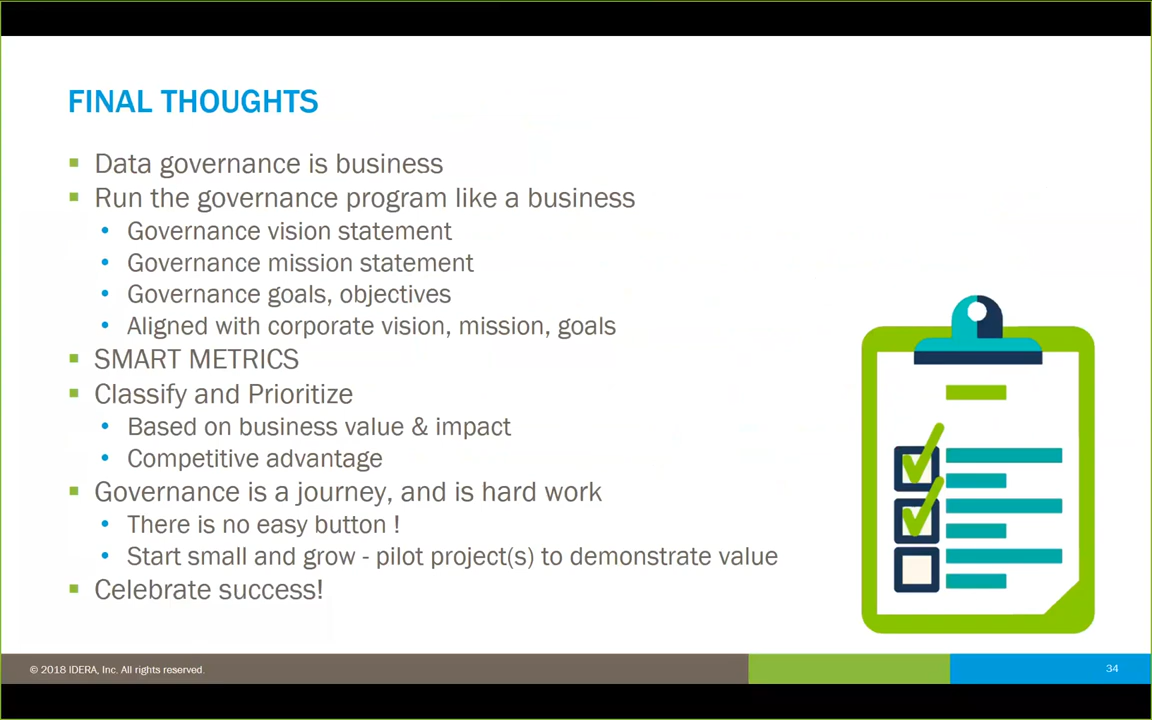 FINAL THOUGHTS
Data governance is business
Run the governance program like a business
Governance vision statement
Governance mission statement
Governance goals, objectives
Aligned with corporate vision, mission, goals
SMART METRICS
Classify and Prioritize
Based on business value & impact
Competitive advantage
Governance is a journey, and is hard work
There is no easy button !
Start small and grow - pilot project(s) to demonstrate value
Celebrate success!
© 2018 IDERA, Inc. All rights reserved.
34